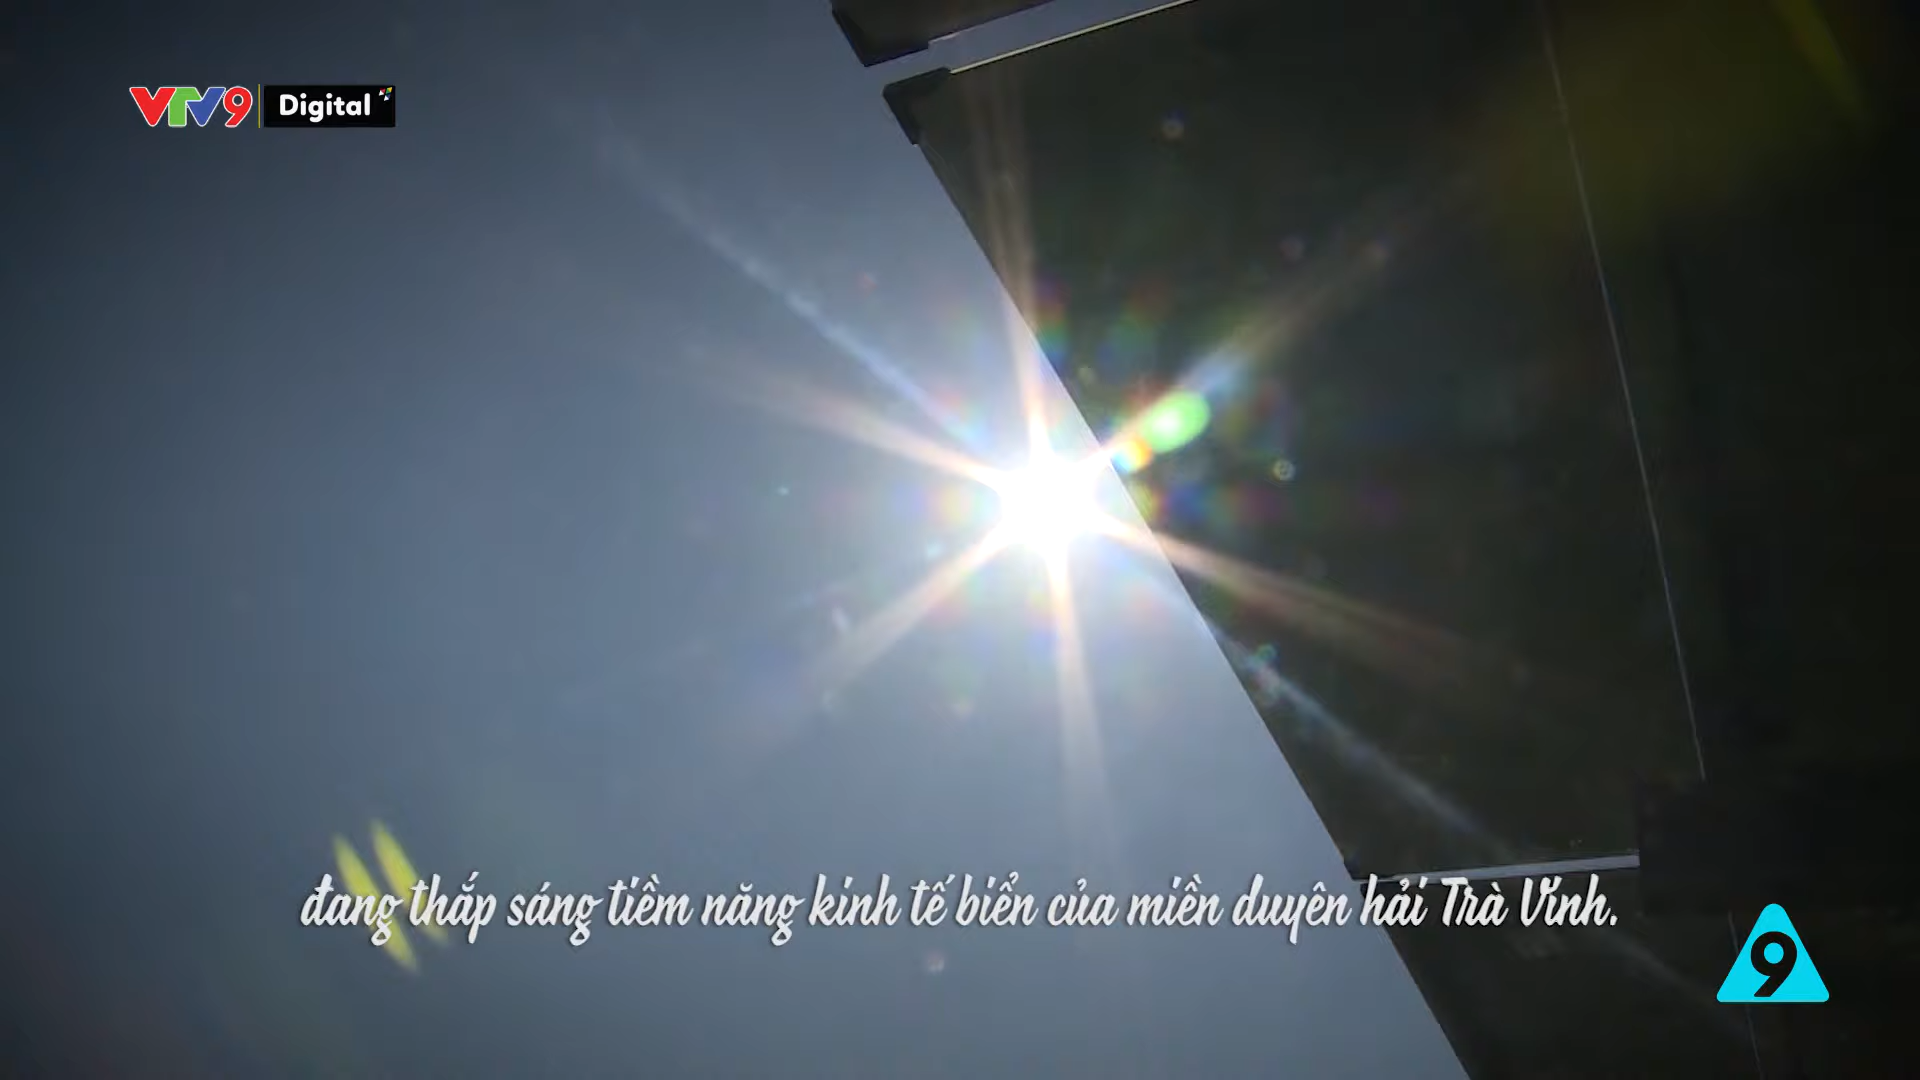 VTV9 Digital
đang thắp sáng tiềm năng kinh tế biển của miền duyên hải Trà Vinh.
9